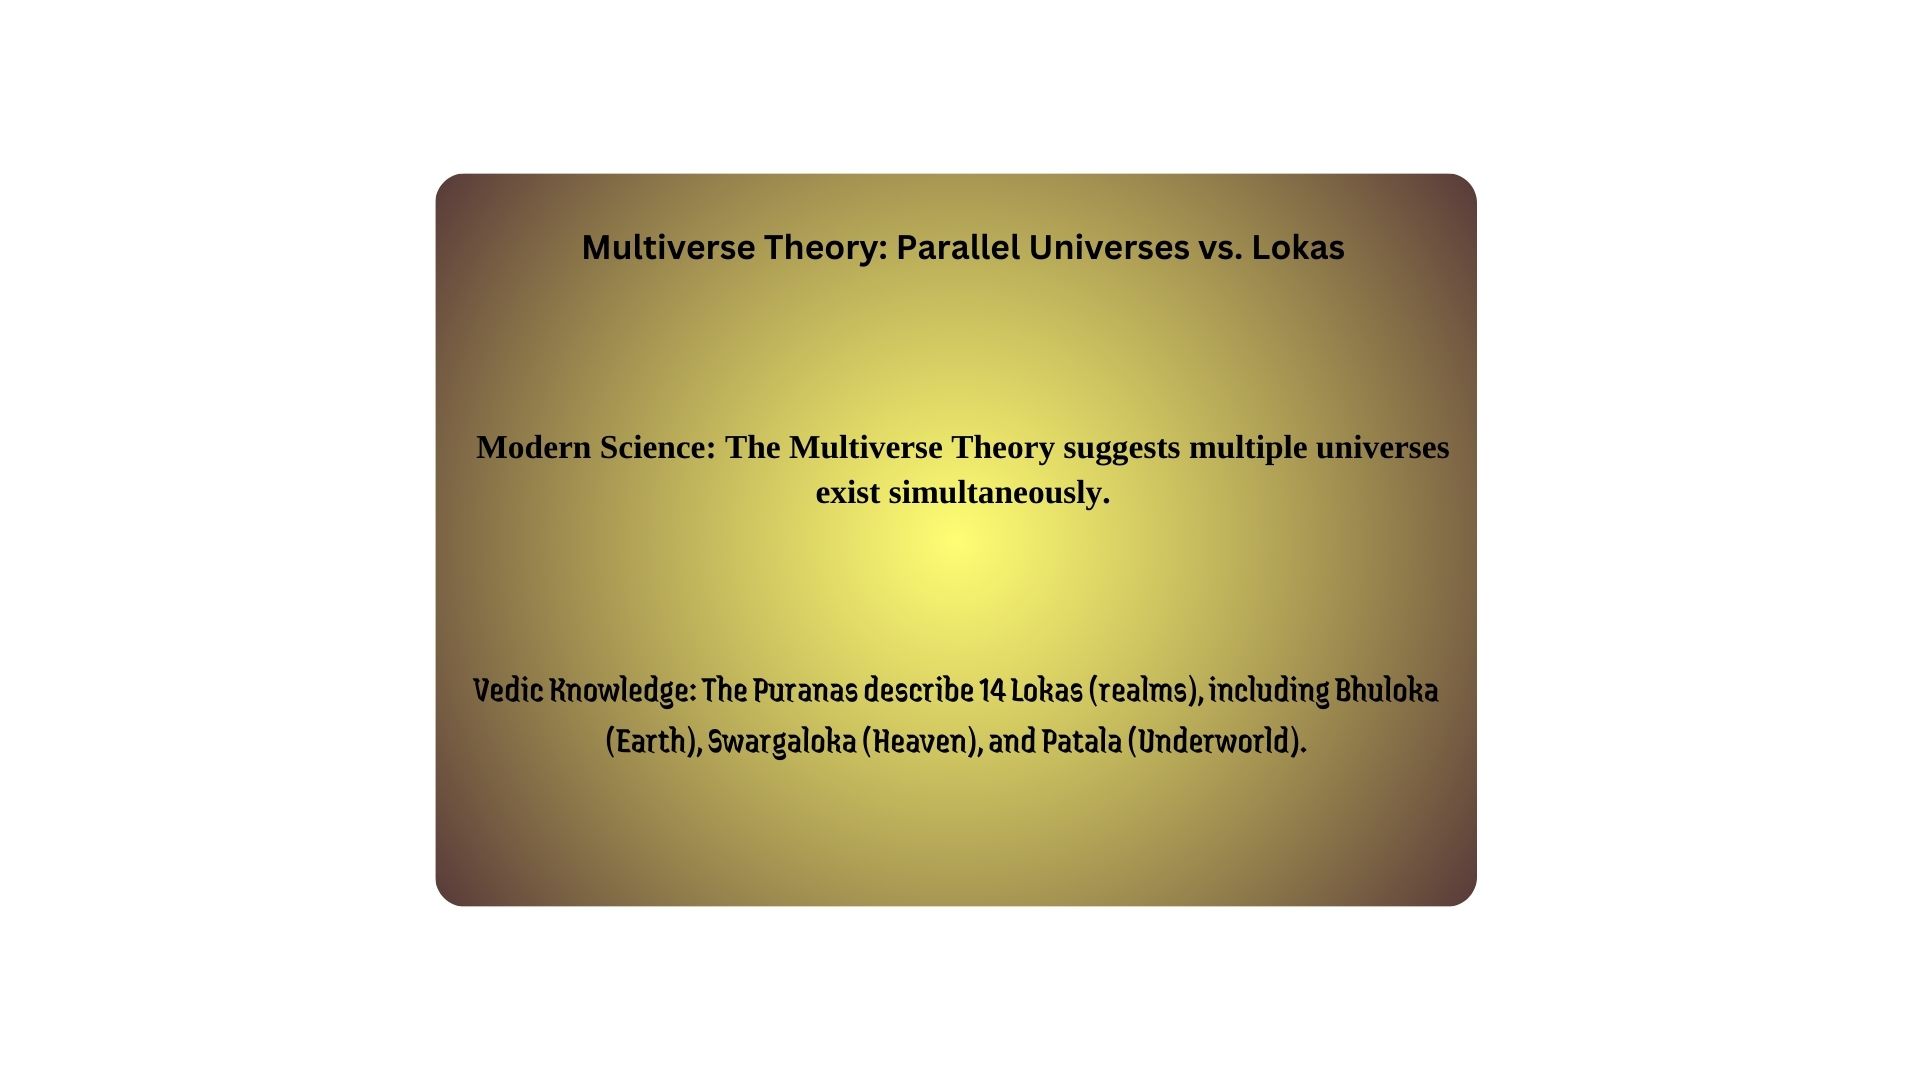 Multiverse Theory: Parallel Universes vs. Lokas
Modern Science: The Multiverse Theory suggests multiple universes
exist simultaneously.
Vedic Knowledge: The Puranas describe 14 Lokas (realms), including Bhuloka
(Earth), Swargaloka (Heaven), and Patala (Underworld).